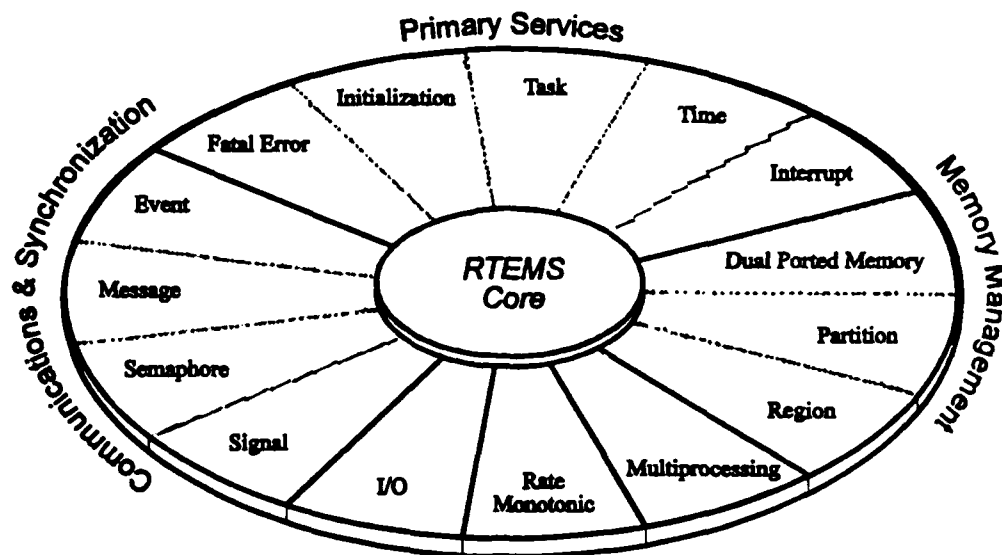 Primary Services
Initialization
Task
Time
Fatal Error
Interrupt
Communications & Synchronization
Memory Management
Event
Message
Semaphore
Signal
RTEMS
Core
Dual Ported Memory
Partition
Region
I/O
Rate
Monotonic
Multiprocessing